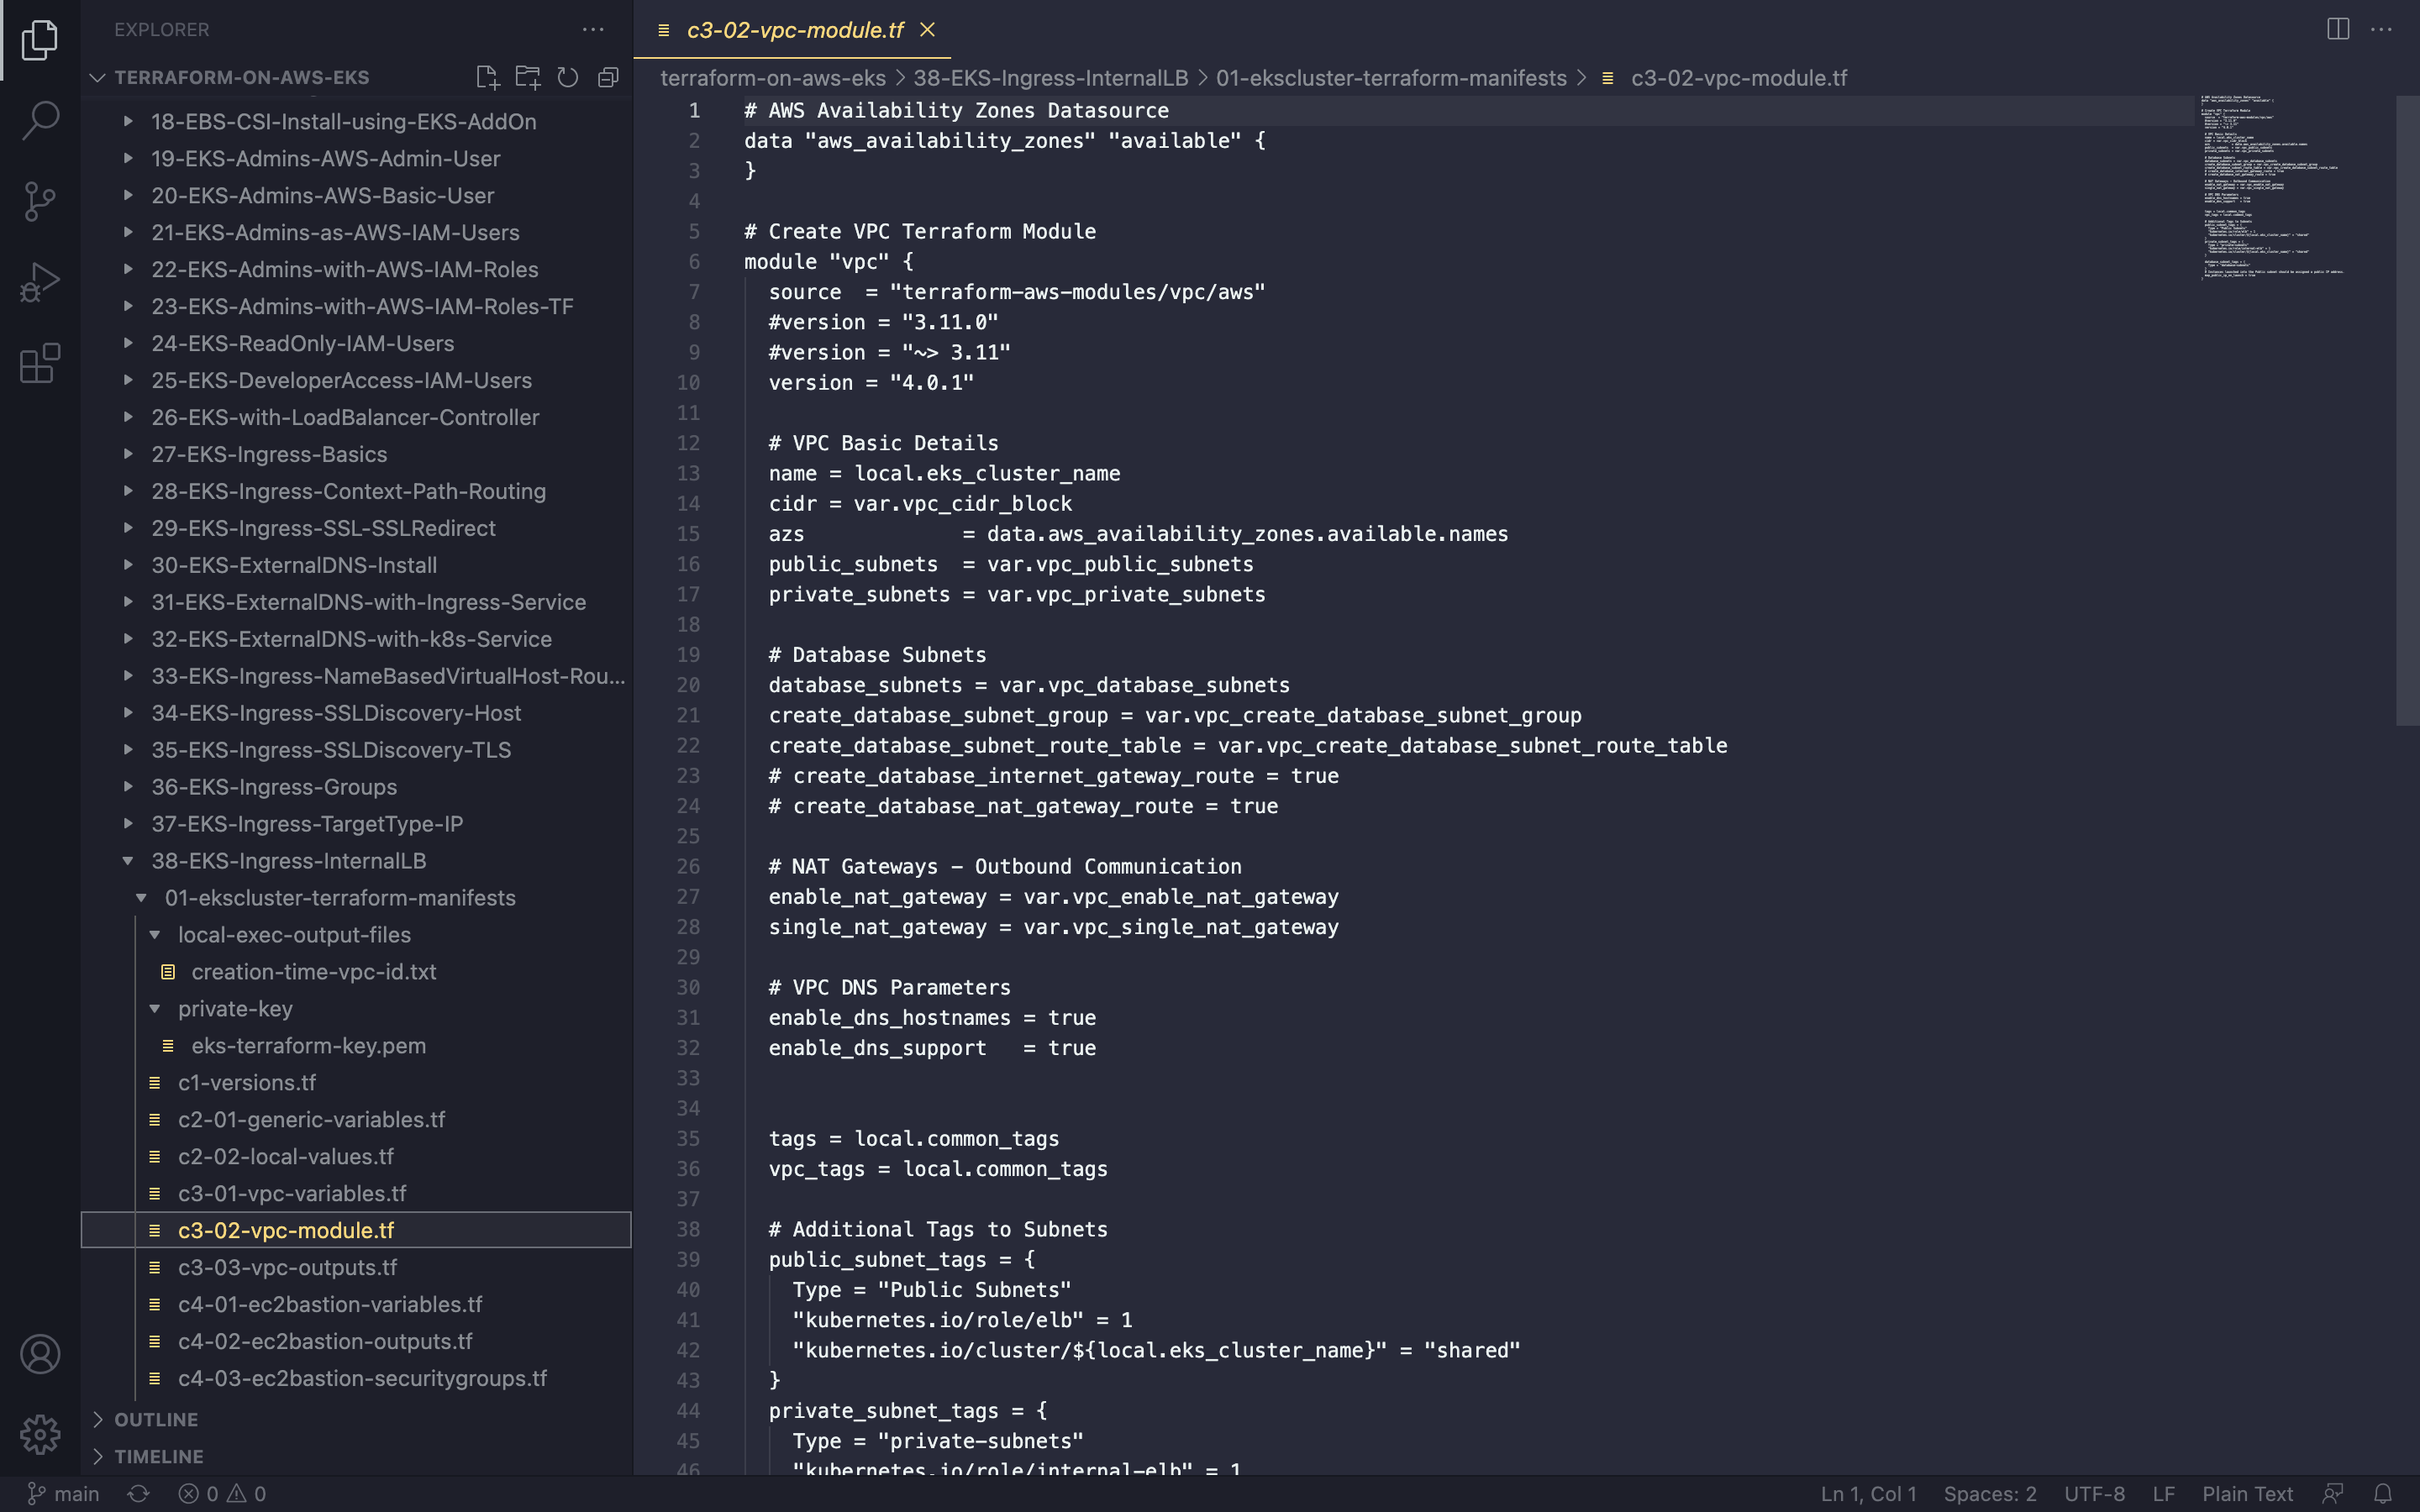 EXPLORER
TERRAFORM-ON-AWS-EKS
18-EBS-CSI-Install-using-EKS-AddOn
19-EKS-Admins-AWS-Admin-User
20-EKS-Admins-AWS-Basic-User
21-EKS-Admins-as-AWS-IAM-Users
22-EKS-Admins-with-AWS-IAM-Roles
23-EKS-Admins-with-AWS-IAM-Roles-TF
24-EKS-ReadOnly-IAM-Users
25-EKS-DeveloperAccess-IAM-Users
26-EKS-with-LoadBalancer-Controller
27-EKS-Ingress-Basics
28-EKS-Ingress-Context-Path-Routing
29-EKS-Ingress-SSL-SSLRedirect
30-EKS-ExternalDNS-Install
31-EKS-ExternalDNS-with-Ingress-Service
32-EKS-ExternalDNS-with-k8s-Service
33-EKS-Ingress-NameBasedVirtualHost-Rou...
34-EKS-Ingress-SSLDiscovery-Host
35-EKS-Ingress-SSLDiscovery-TLS
36-EKS-Ingress-Groups
37-EKS-Ingress-TargetType-IP
38-EKS-Ingress-InternalLB
01-ekscluster-terraform-manifests
local-exec-output-files
creation-time-vpc-id.txt
private-key
eks-terraform-key.pem
c1-versions.tf
c2-01-generic-variables.tf
c2-02-local-values.tf
c3-01-vpc-variables.tf
c3-02-vpc-module.tf
c3-03-vpc-outputs.tf
c4-01-ec2bastion-variables.tf
c4-02-ec2bastion-outputs.tf
c4-03-ec2bastion-securitygroups.tf
OUTLINE
TIMELINE
c3-02-vpc-module.tf
terraform-on-aws-eks > 38-EKS-Ingress-InternalLB > 01-ekscluster-terraform-manifests > c3-02-vpc-module.tf
1 # AWS Availability Zones Datasource
2 data "aws_availability_zones" "available" {
3 }
4
5 # Create VPC Terraform Module
6 module "vpc" {
7   source  = "terraform-aws-modules/vpc/aws"
8   #version = "3.11.0"
9   #version = "~> 3.11"
10   version = "4.0.1"
11
12   # VPC Basic Details
13   name = local.eks_cluster_name
14   cidr = var.vpc_cidr_block
15   azs             = data.aws_availability_zones.available.names
16   public_subnets  = var.vpc_public_subnets
17   private_subnets = var.vpc_private_subnets
18
19   # Database Subnets
20   database_subnets = var.vpc_database_subnets
21   create_database_subnet_group = var.vpc_create_database_subnet_group
22   create_database_subnet_route_table = var.vpc_create_database_subnet_route_table
23   # create_database_internet_gateway_route = true
24   # create_database_nat_gateway_route = true
25
26   # NAT Gateways - Outbound Communication
27   enable_nat_gateway = var.vpc_enable_nat_gateway
28   single_nat_gateway = var.vpc_single_nat_gateway
29
30   # VPC DNS Parameters
31   enable_dns_hostnames = true
32   enable_dns_support   = true
33
34
35   tags = local.common_tags
36   vpc_tags = local.common_tags
37
38   # Additional Tags to Subnets
39   public_subnet_tags = {
40     Type = "Public Subnets"
41     "kubernetes.io/role/elb" = 1
42     "kubernetes.io/cluster/${local.eks_cluster_name}" = "shared"
43   }
44   private_subnet_tags = {
45     Type = "private-subnets"
46     "kubernetes.io/role/internal-elb" = 1
main 0 0
Ln 1, Col 1 Spaces: 2 UTF-8 LF Plain Text